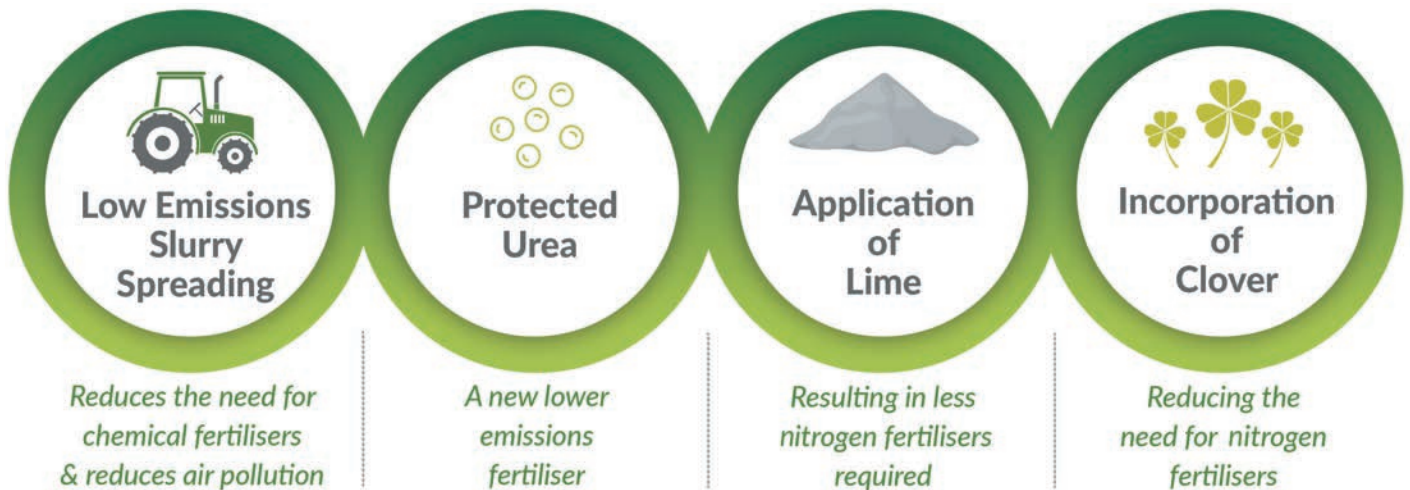 Low Emissions
Slurry
Spreading
Reduces the need for
chemical fertilisers
& reduces air pollution
Protected
Urea
A new lower
emissions
fertiliser
Application
of
Lime
Resulting in less
nitrogen fertilisers
required
Incorporation
of
Clover
Reducing the
need for nitrogen
fertilisers